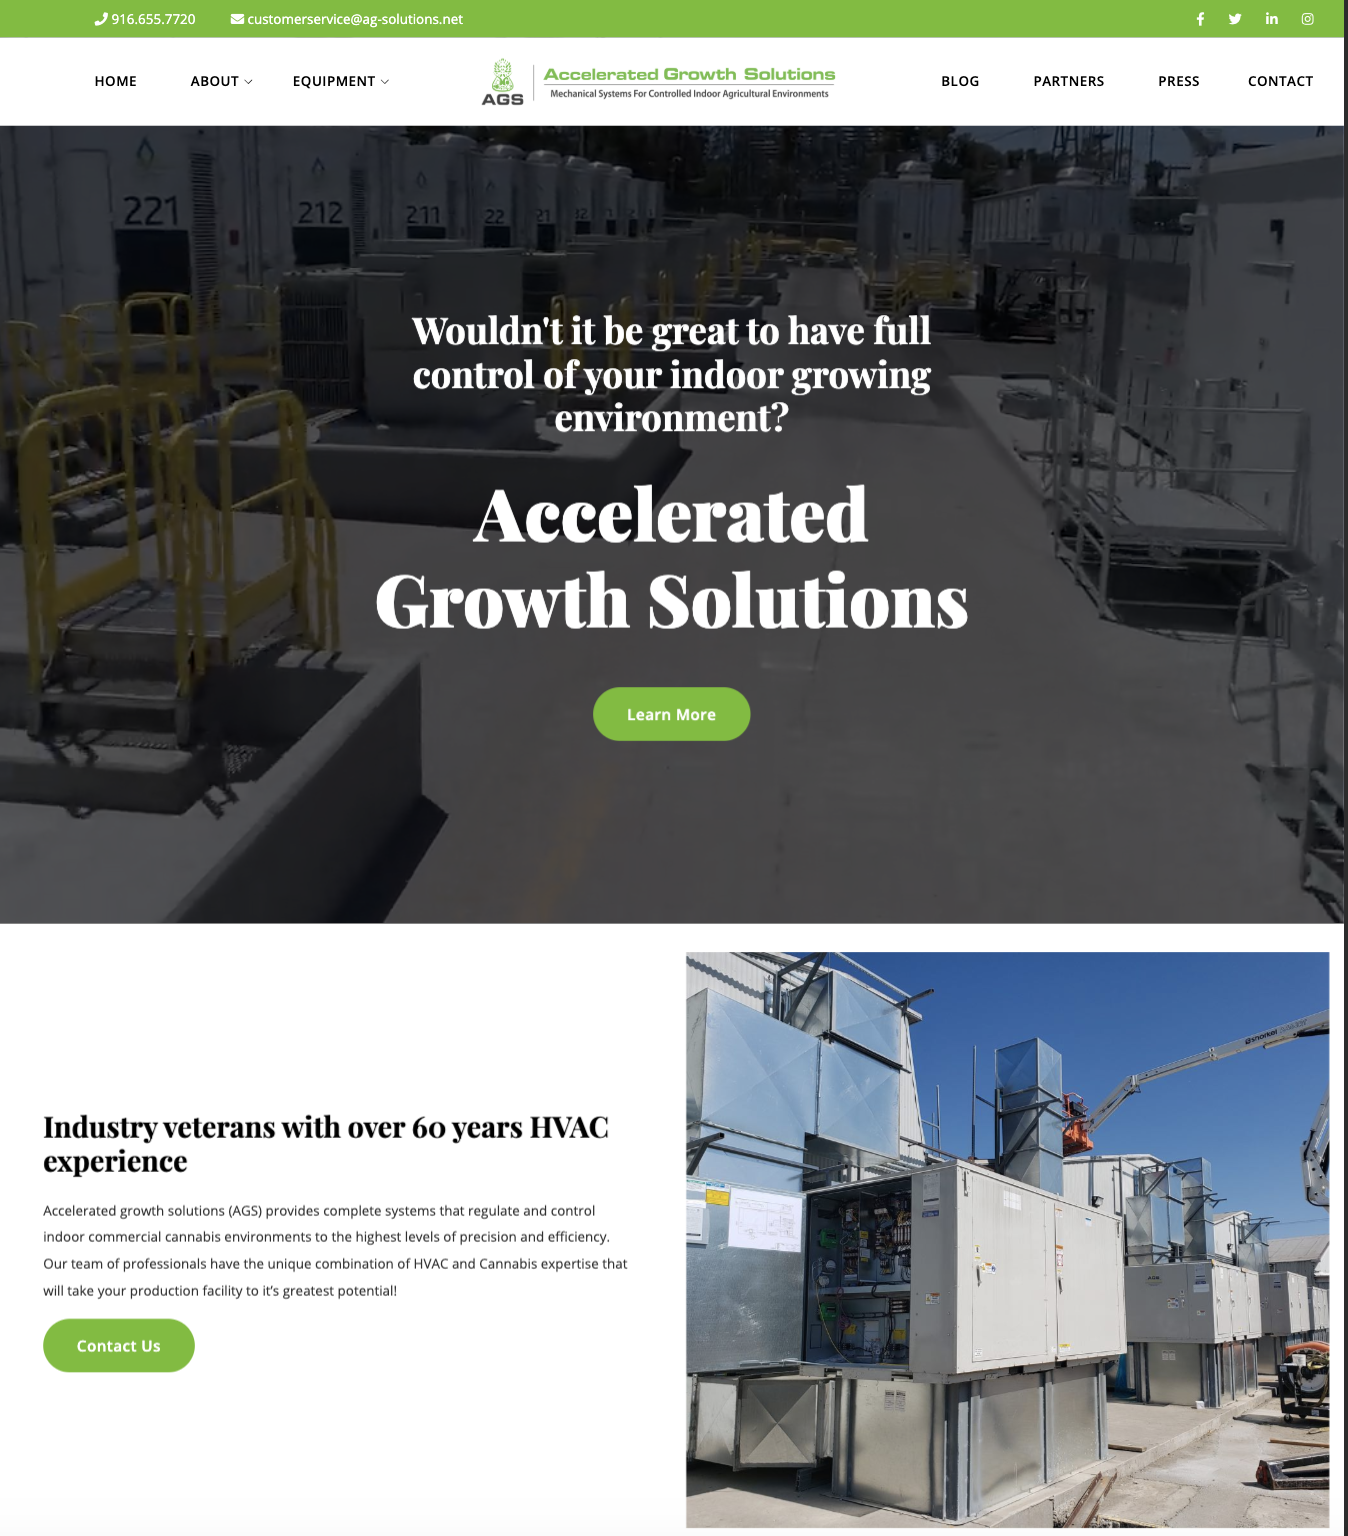 916.655.7720 customerservice@ag-solutions.net
HOME ABOUT EQUIPMENT
AGS
Accelerated Growth Solutions
Mechanical Systems For Controlled Indoor Agricultural Environments
BLOG PARTNERS PRESS CONTACT
221 212 211 22 21
Wouldn't it be great to have full
control of your indoor growing
environment?
Accelerated
Growth Solutions
Learn More
Industry veterans with over 60 years HVAC
experience
Accelerated growth solutions (AGS) provides complete systems that regulate and control
indoor commercial cannabis environments to the highest levels of precision and efficiency.
Our team of professionals have the unique combination of HVAC and Cannabis expertise that
will take your production facility to it's greatest potential!
Contact Us
snorkel
AGS